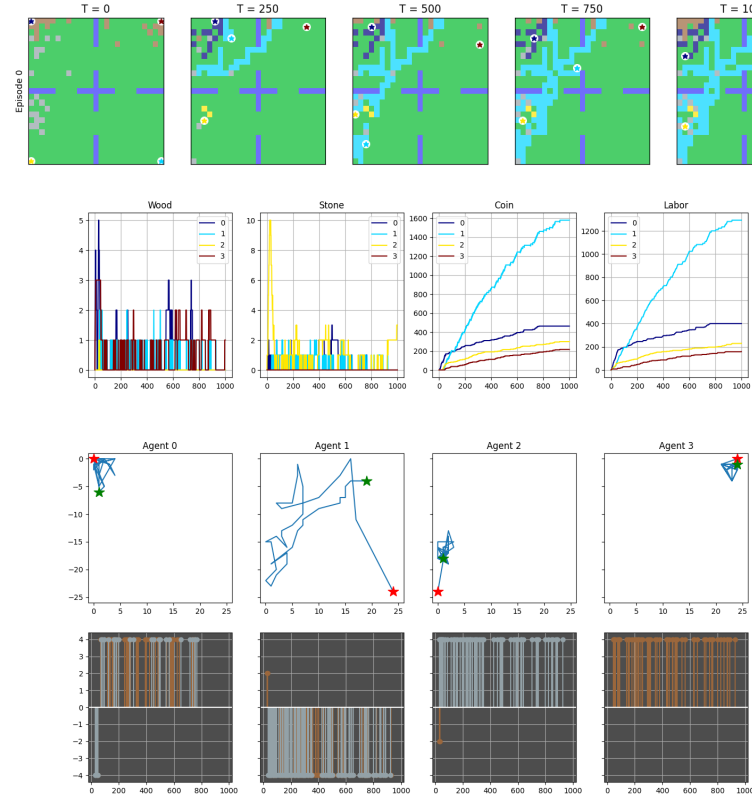 T = 0 T = 250 T = 500 T = 750
Episode 0
Wood Stone Coin Labor
0 0 0 0
1 1 1 1
2 2 2 2
3 3 3 3
5 4 3 2 1 0
10 8 6 4 2 0
1600 1400 1200 1000 800 600 400 200 0
1200 1000 800 600 400 200 0
0 200 400 600 800 1000 0 200 400 600 800 1000 0 200 400 600 800 1000 0 200 400 600 800 1000
Agent 0 Agent 1 Agent 2 Agent 3
0 −5 −10 −15 −20 −25
0 5 10 15 20 25 0 5 10 15 20 25 0 5 10 15 20 25 0 5 10 15 20 25
4 3 2 1 0 −1 −2 −3 −4
0 200 400 600 800 1000 0 200 400 600 800 1000 0 200 400 600 800 1000 0 200 400 600 800 1000